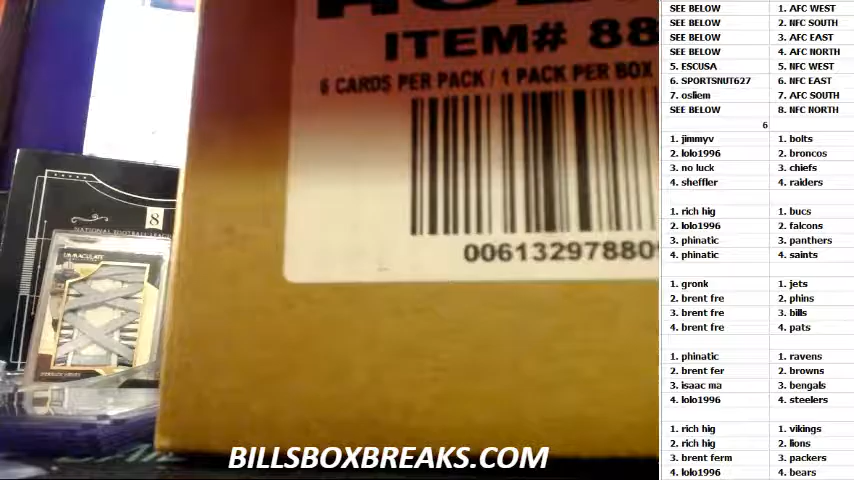 ITEM# 88
6 CARDS PER PACK / 1 PACK PER BOX
NATIONAL FOOTBALL
8
IMMACULATE
BILLSBOXBREAKS.COM
SEE BELOW 1. AFC WEST
SEE BELOW 2. NFC SOUTH
SEE BELOW 3. AFC EAST
SEE BELOW 4. AFC NORTH
5. ESCUSA 5. NFC WEST
6. SPORTSNUT627 6. NFC EAST
7. osliem 7. AFC SOUTH
SEE BELOW 8. NFC NORTH
6
1. jimmyv 1. bolts
2. lolo1996 2. broncos
3. no luck 3. chiefs
4. sheffler 4. raiders
1. rich hig 1. bucs
2. lolo1996 2. falcons
3. phinatic 3. panthers
4. phinatic 4. saints
1. gronk 1. jets
2. brent fre 2. phins
3. brent fre 3. bills
4. brent fre 4. pats
1. phinatic 1. ravens
2. brent fer 2. browns
3. isaac ma 3. bengals
4. lolo1996 4. steelers
1. rich hig 1. vikings
2. rich hig 2. lions
3. brent ferm 3. packers
4. lolo1996 4. bears